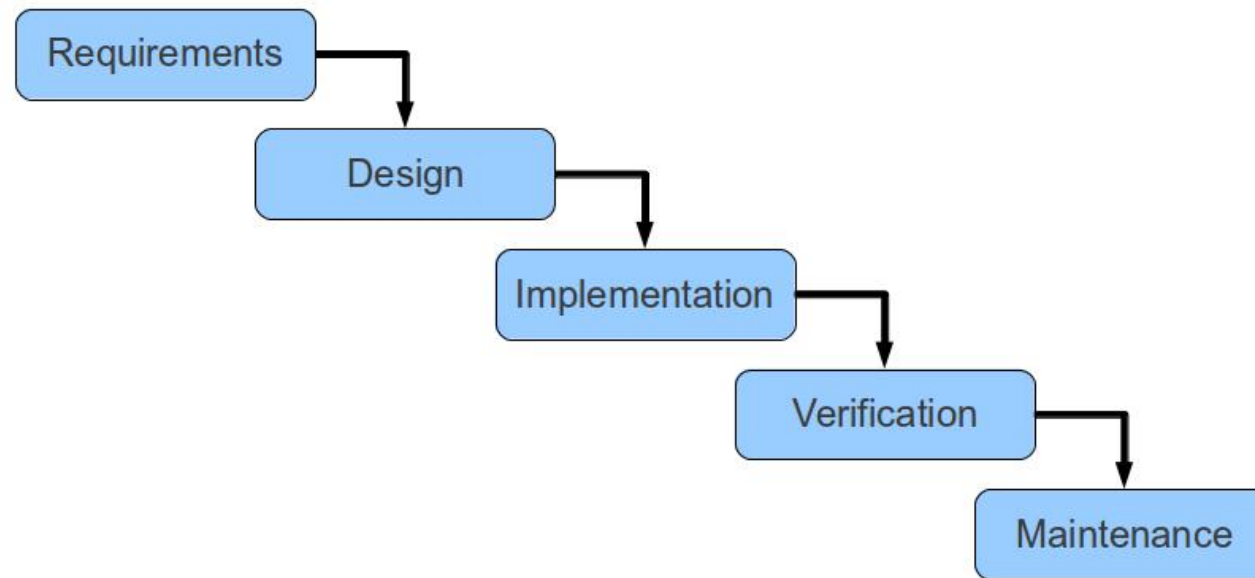 Requirements
Design
Implementation
Verification
Maintenance